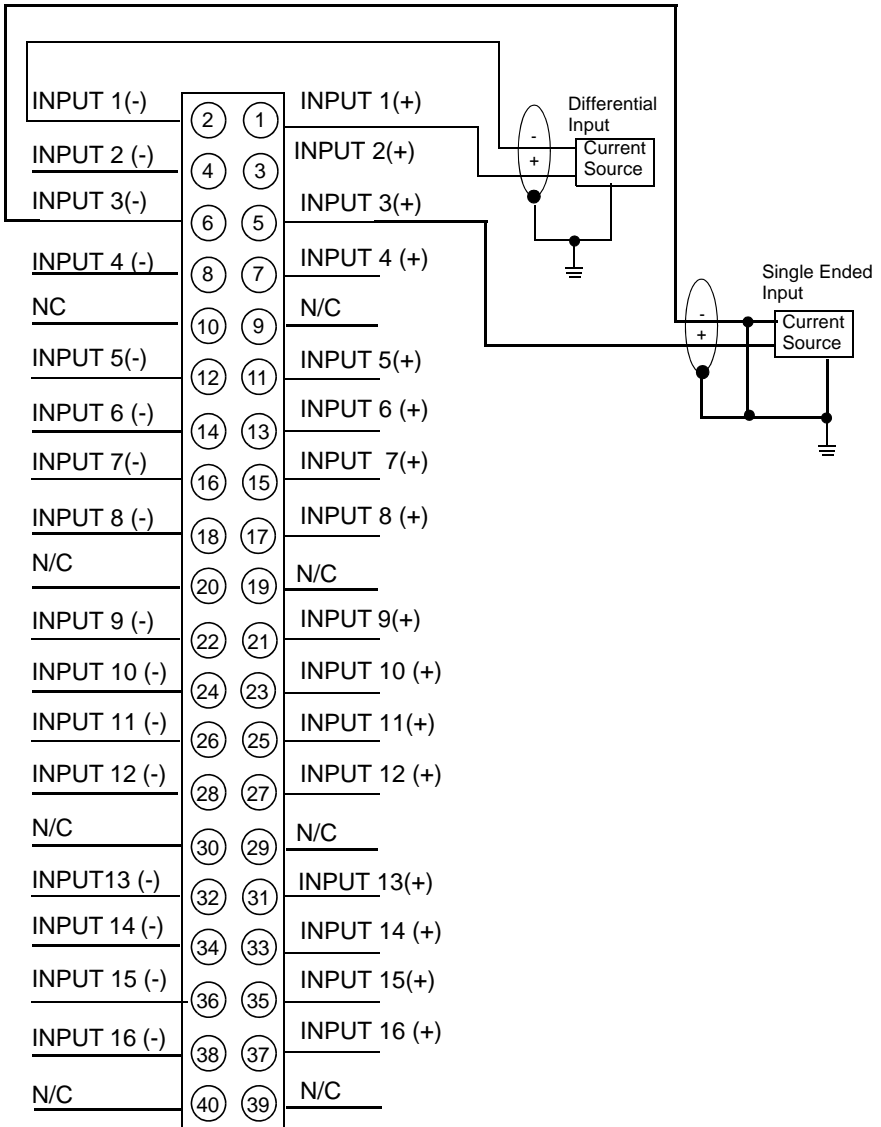 INPUT 1(-) 2 1 INPUT 1(+)
Differential
Input
-
+
Current
Source
INPUT 2 (-) 4 3 INPUT 2(+)
INPUT 3(-) 6 5 INPUT 3(+)
INPUT 4 (-) 8 7 INPUT 4 (+)
Single Ended
Input
-
+
Current
Source
NC 10 9 N/C
INPUT 5(-) 12 11 INPUT 5(+)
INPUT 6 (-) 14 13 INPUT 6 (+)
INPUT 7(-) 16 15 INPUT 7(+)
INPUT 8 (-) 18 17 INPUT 8 (+)
N/C 20 19 N/C
INPUT 9 (-) 22 21 INPUT 9(+)
INPUT 10 (-) 24 23 INPUT 10 (+)
INPUT 11 (-) 26 25 INPUT 11(+)
INPUT 12 (-) 28 27 INPUT 12 (+)
N/C 30 29 N/C
INPUT13 (-) 32 31 INPUT 13(+)
INPUT 14 (-) 34 33 INPUT 14 (+)
INPUT 15 (-) 36 35 INPUT 15(+)
INPUT 16 (-) 38 37 INPUT 16 (+)
N/C 40 39 N/C